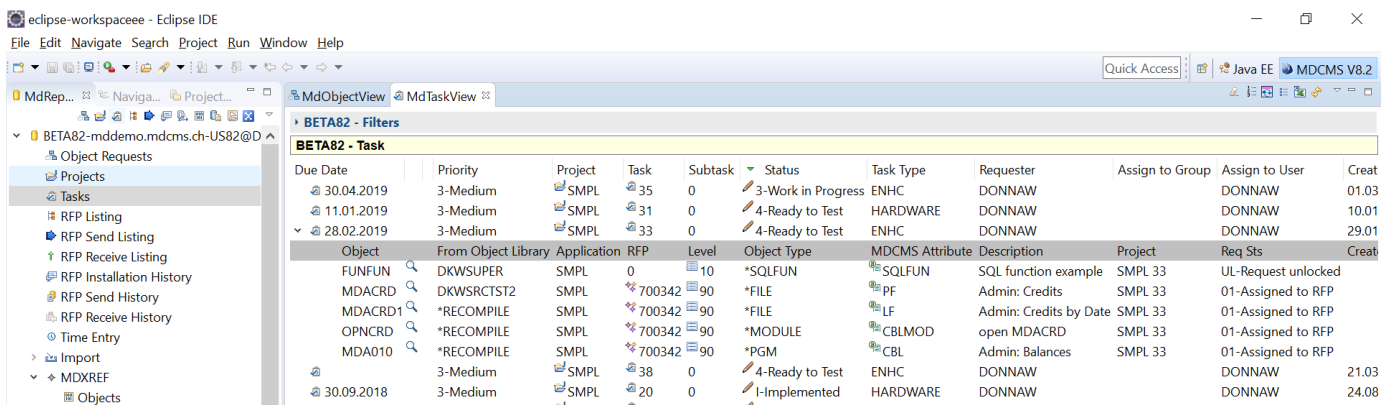 eclipse-workspaceee - Eclipse IDE
File Edit Navigate Search Project Run Window Help
Quick Access Java EE MDCMS V8.2
MdRep... Naviga... Project... MdObjectView MdTaskView
BETA82 - Filters
BETA82-mddemo.mdcms.ch-US82@D BETA82 - Task
Object Requests Due Date Priority Project Task Subtask Status Task Type Requester Assign to Group Assign to User Creat
Projects 30.04.2019 3-Medium SMPL 35 0 3-Work in Progress ENHC DONNAW DONNAW 01.03
Tasks 11.01.2019 3-Medium SMPL 31 0 4-Ready to Test HARDWARE DONNAW DONNAW 10.01
RFP Listing 28.02.2019 3-Medium SMPL 33 0 4-Ready to Test ENHC DONNAW DONNAW 29.01
RFP Send Listing Object From Object Library Application RFP Level Object Type MDCMS Attribute Description Project Req Sts Create
RFP Receive Listing FUNFUN DKWSUPER SMPL 0 10 *SQLFUN SQLFUN SQL function example SMPL 33 UL-Request unlocked
RFP Installation History MDACRD DKWSRCTST2 SMPL 700342 90 *FILE PF Admin: Credits SMPL 33 01-Assigned to RFP
RFP Send History MDACRD1 *RECOMPILE SMPL 700342 90 *FILE LF Admin: Credits by Date SMPL 33 01-Assigned to RFP
RFP Receive History OPNCRD *RECOMPILE SMPL 700342 90 *MODULE CBLMOD open MDACRD SMPL 33 01-Assigned to RFP
Time Entry MDA010 *RECOMPILE SMPL 700342 90 *PGM CBL Admin: Balances SMPL 33 01-Assigned to RFP
Import 3-Medium SMPL 38 0 4-Ready to Test ENHC DONNAW DONNAW 21.03
MDXREF 30.09.2018 3-Medium SMPL 20 0 I-Implemented HARDWARE DONNAW DONNAW 24.08
Objects